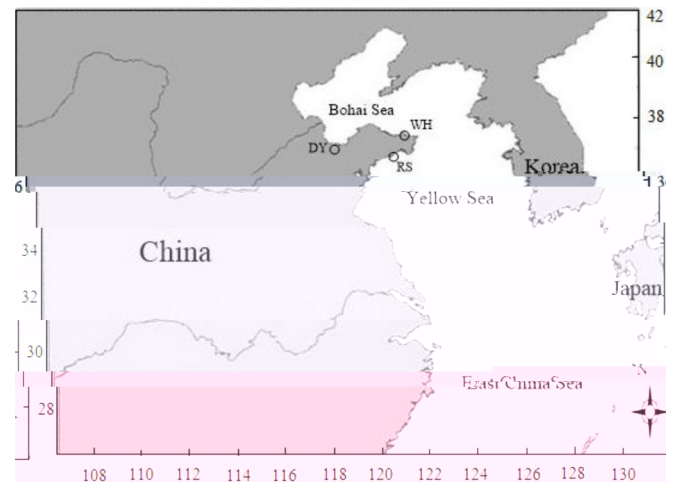 42
40
Bohai Sea
38
WH
DY
RS
Korea
Yellow Sea
34
China
Japan
32
30
East China Sea
28
108 110 112 114 116 118 120 122 124 126 128 130